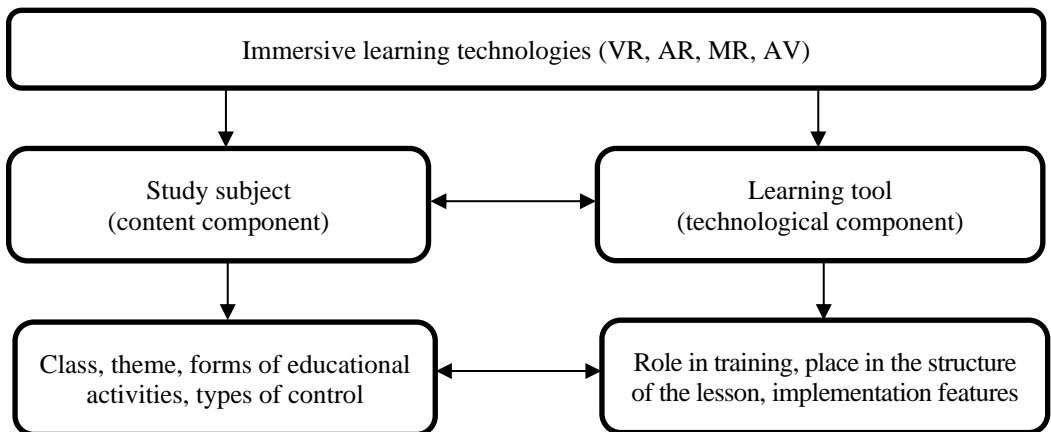 Immersive learning technologies (VR, AR, MR, AV)
Study subject
(content component)
Learning tool
(technological component)
Class, theme, forms of educational
activities, types of control
Role in training, place in the structure
of the lesson, implementation features